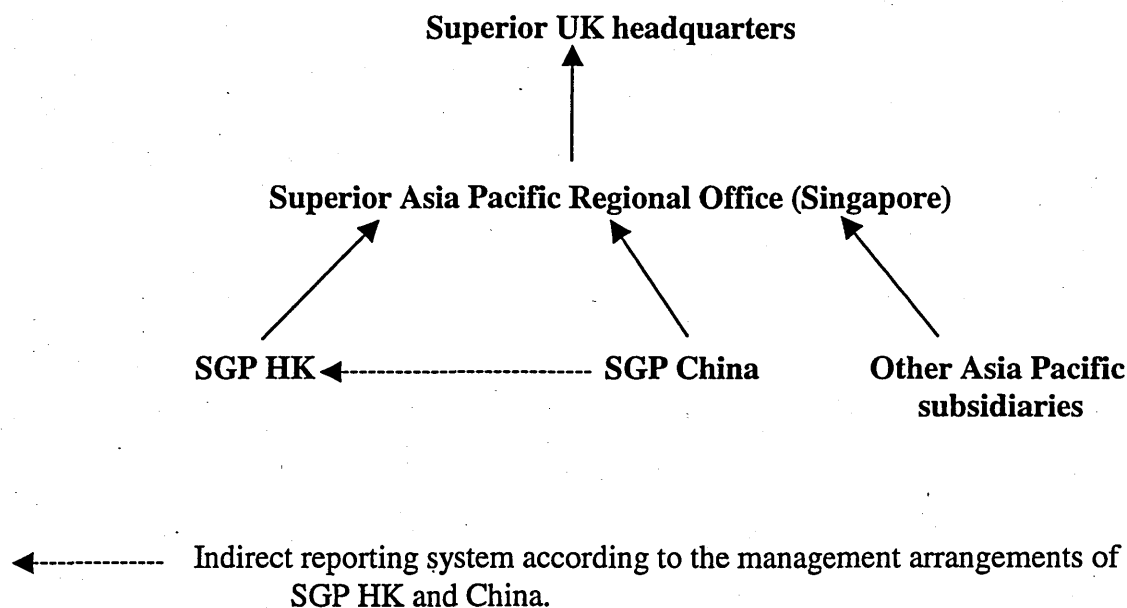 Superior UK headquarters
Superior Asia Pacific Regional Office (Singapore)
SGP HK
SGP China
Other Asia Pacific
subsidiaries
Indirect reporting system according to the management arrangements of
SGP HK and China.